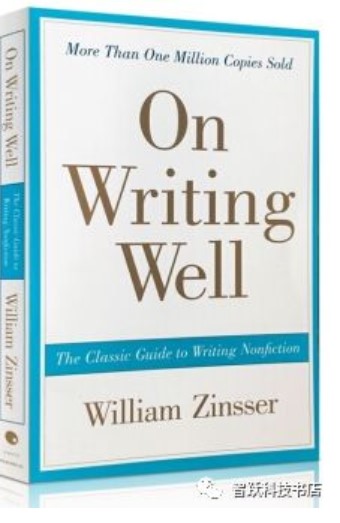 More Than One Million Copies Sold
On
Writing
Well
The Classic Guide to Writing Nonfiction
William Zinsser
On Writing Well
The Classic Guide to
Writing Nonfiction
William Zinsser
智跃科技书店